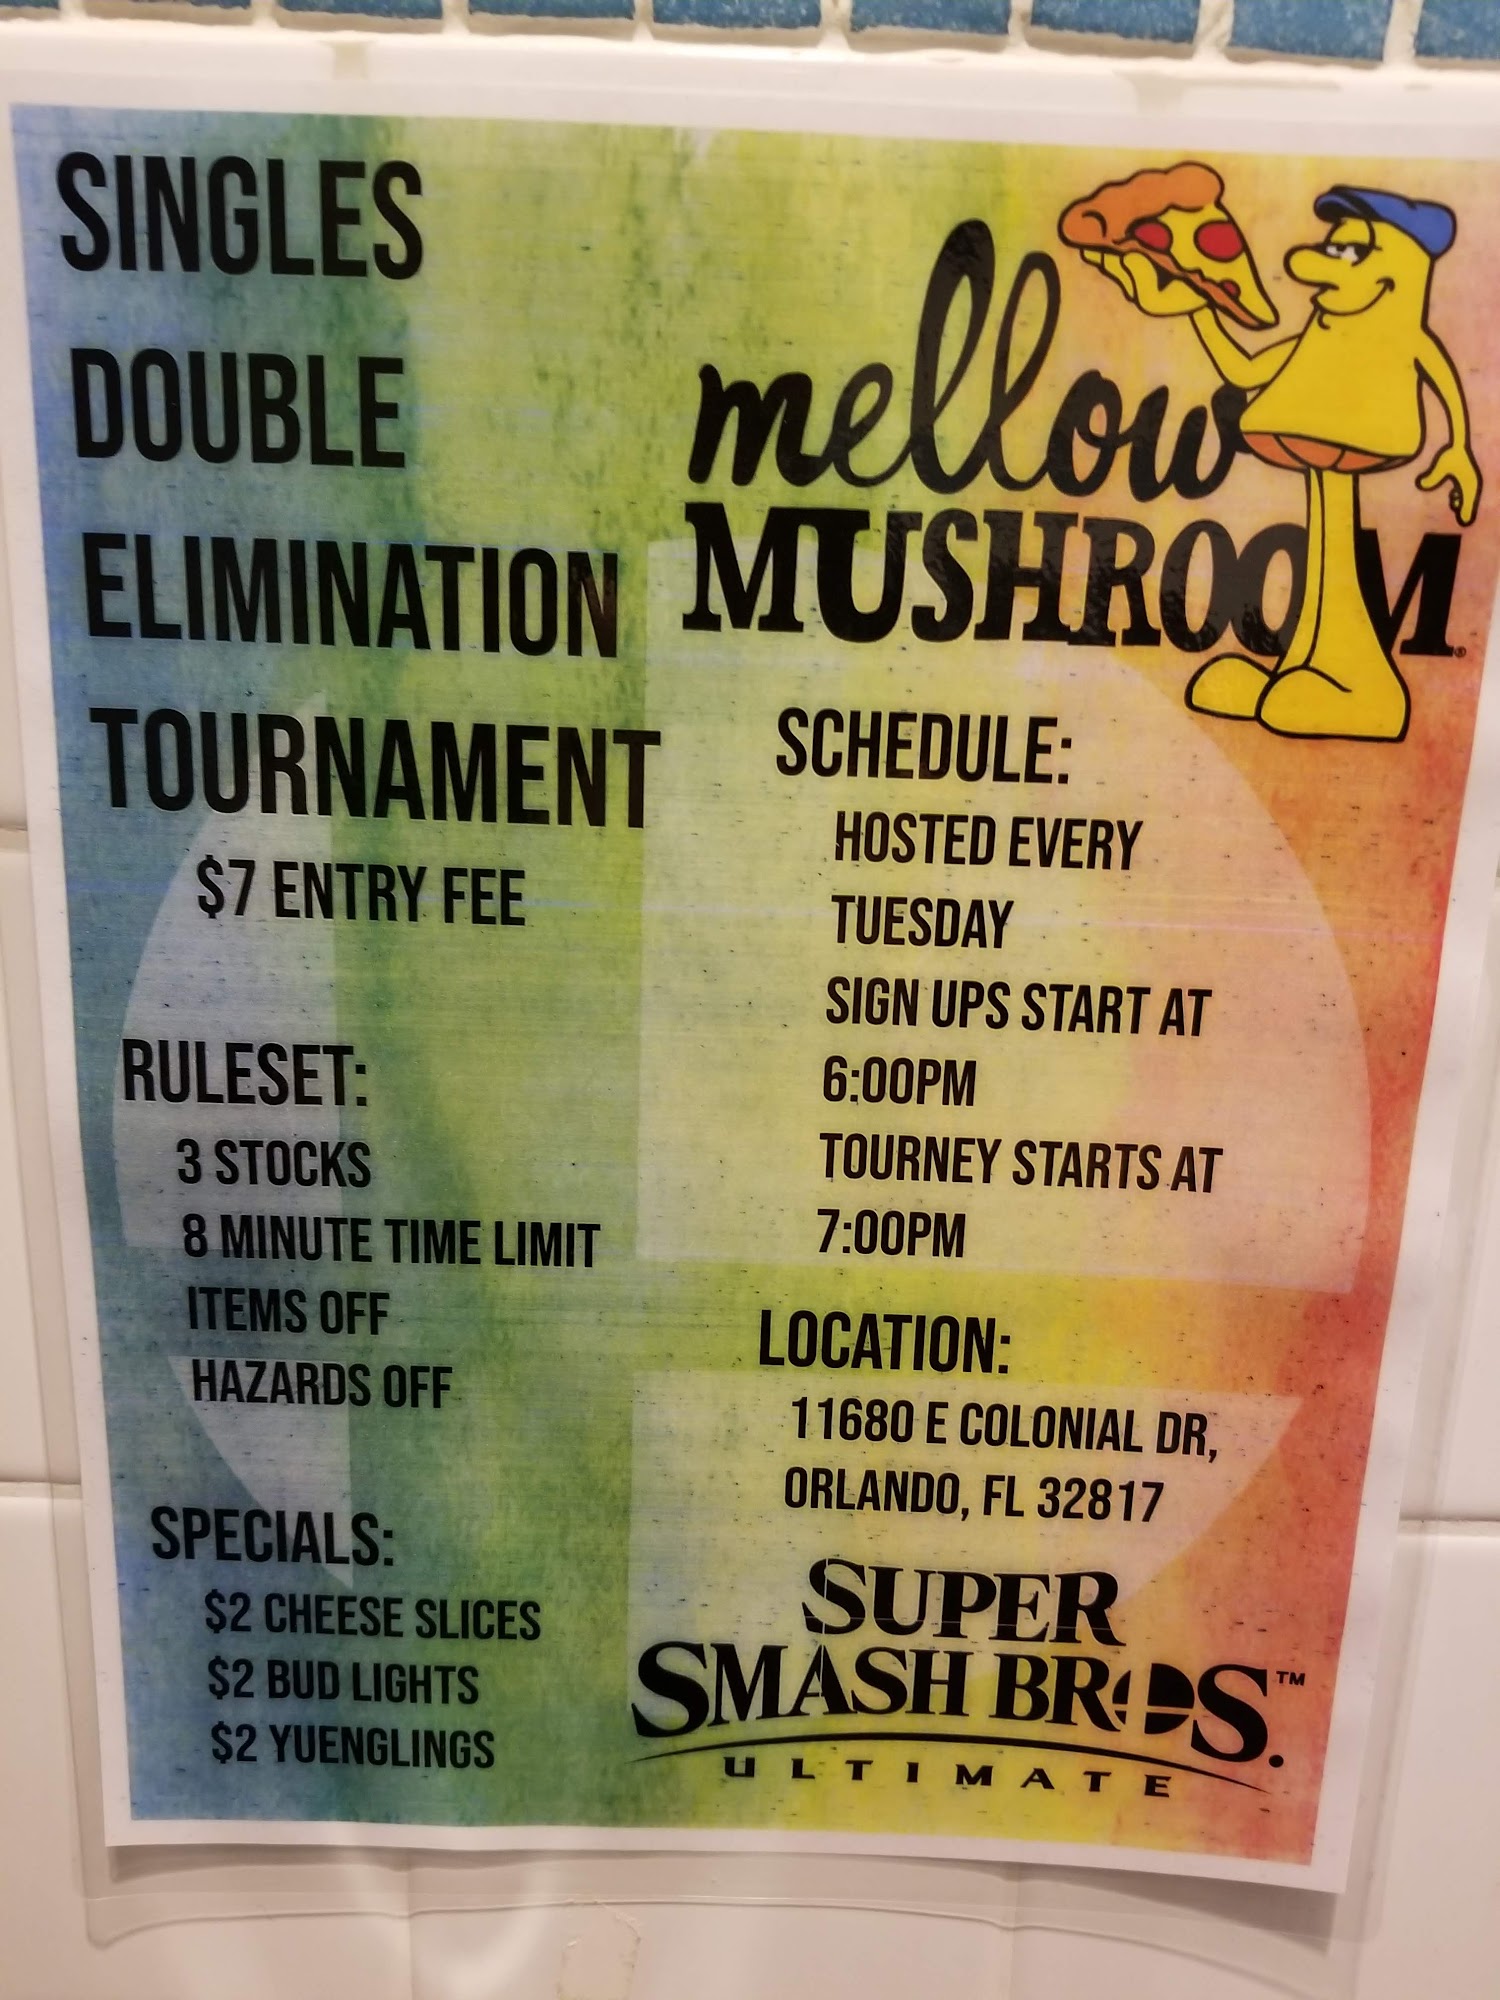 SINGLES
DOUBLE
ELIMINATION
TOURNAMENT
$7 ENTRY FEE
RULESET:
3 STOCKS
8 MINUTE TIME LIMIT
ITEMS OFF
HAZARDS OFF
SPECIALS:
$2 CHEESE SLICES
$2 BUD LIGHTS
$2 YUENGLINGS
mellow
MUSHROOM®
SCHEDULE:
HOSTED EVERY
TUESDAY
SIGN UPS START AT
6:00PM
TOURNEY STARTS AT
7:00PM
LOCATION:
11680 E COLONIAL DR,
ORLANDO, FL 32817
SUPER
SMASH BROS.™
ULTIMATE